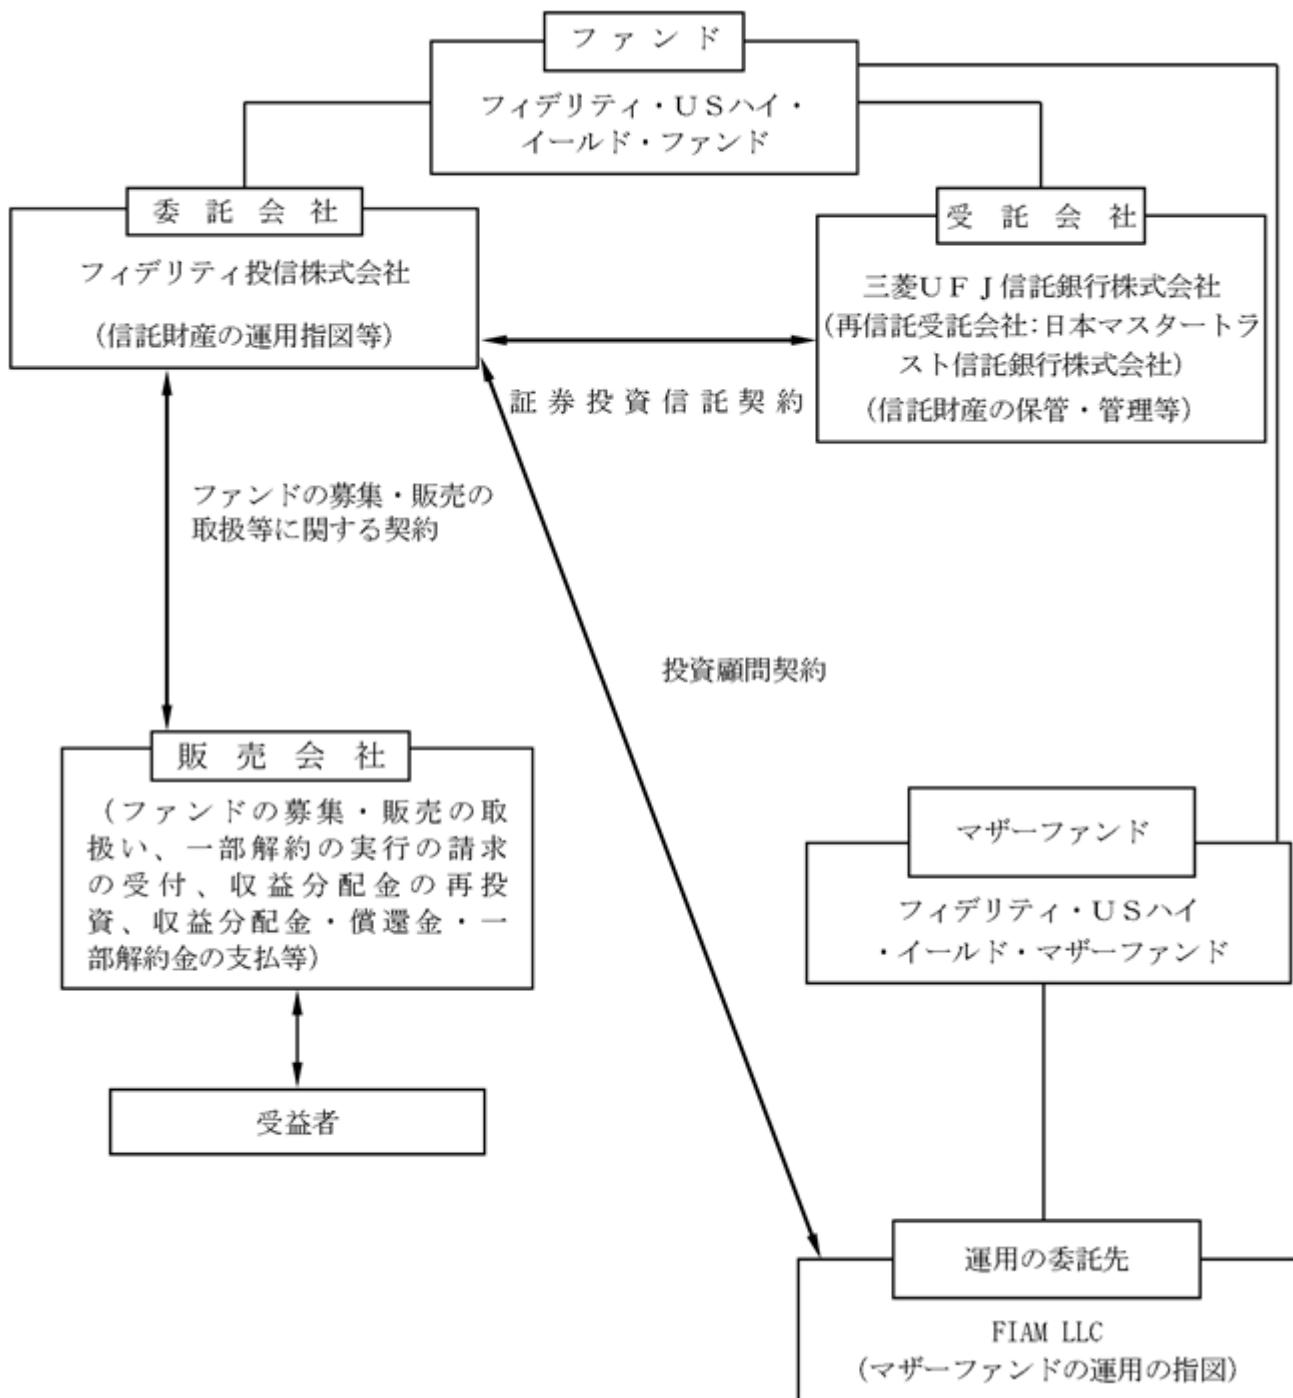 ファンド
フィデリティ・ＵＳハイ・
イールド・ファンド
委託会社
フィデリティ投信株式会社
(信託財産の運用指図等)
受託会社
三菱ＵＦＪ信託銀行株式会社
(再信託受託会社:日本マスタートラ
スト信託銀行株式会社)
(信託財産の保管・管理等)
証券投資信託契約
ファンドの募集・販売の
取扱等に関する契約
投資顧問契約
販売会社
(ファンドの募集・販売の取
扱い、一部解約の実行の請求
の受付、収益分配金の再投
資、収益分配金・償還金・一
部解約金の支払等)
マザーファンド
フィデリティ・ＵＳハイ
・イールド・マザーファンド
受益者
運用の委託先
FIAM LLC
(マザーファンドの運用の指図)